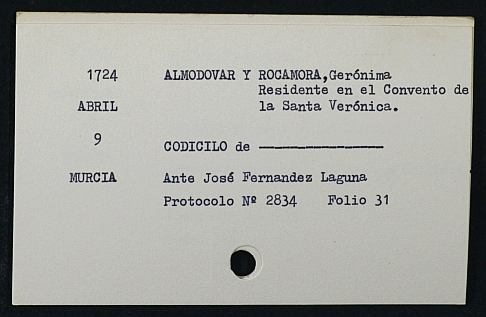 1724 ALMODOVAR Y ROCAMORA,Gerónima
Residente en el Convento de
ABRIL la Santa Verónica.
9
CODICILO de ————————
MURCIA Ante José Fernandez Laguna
Protocolo Nº 2834 Folio 31